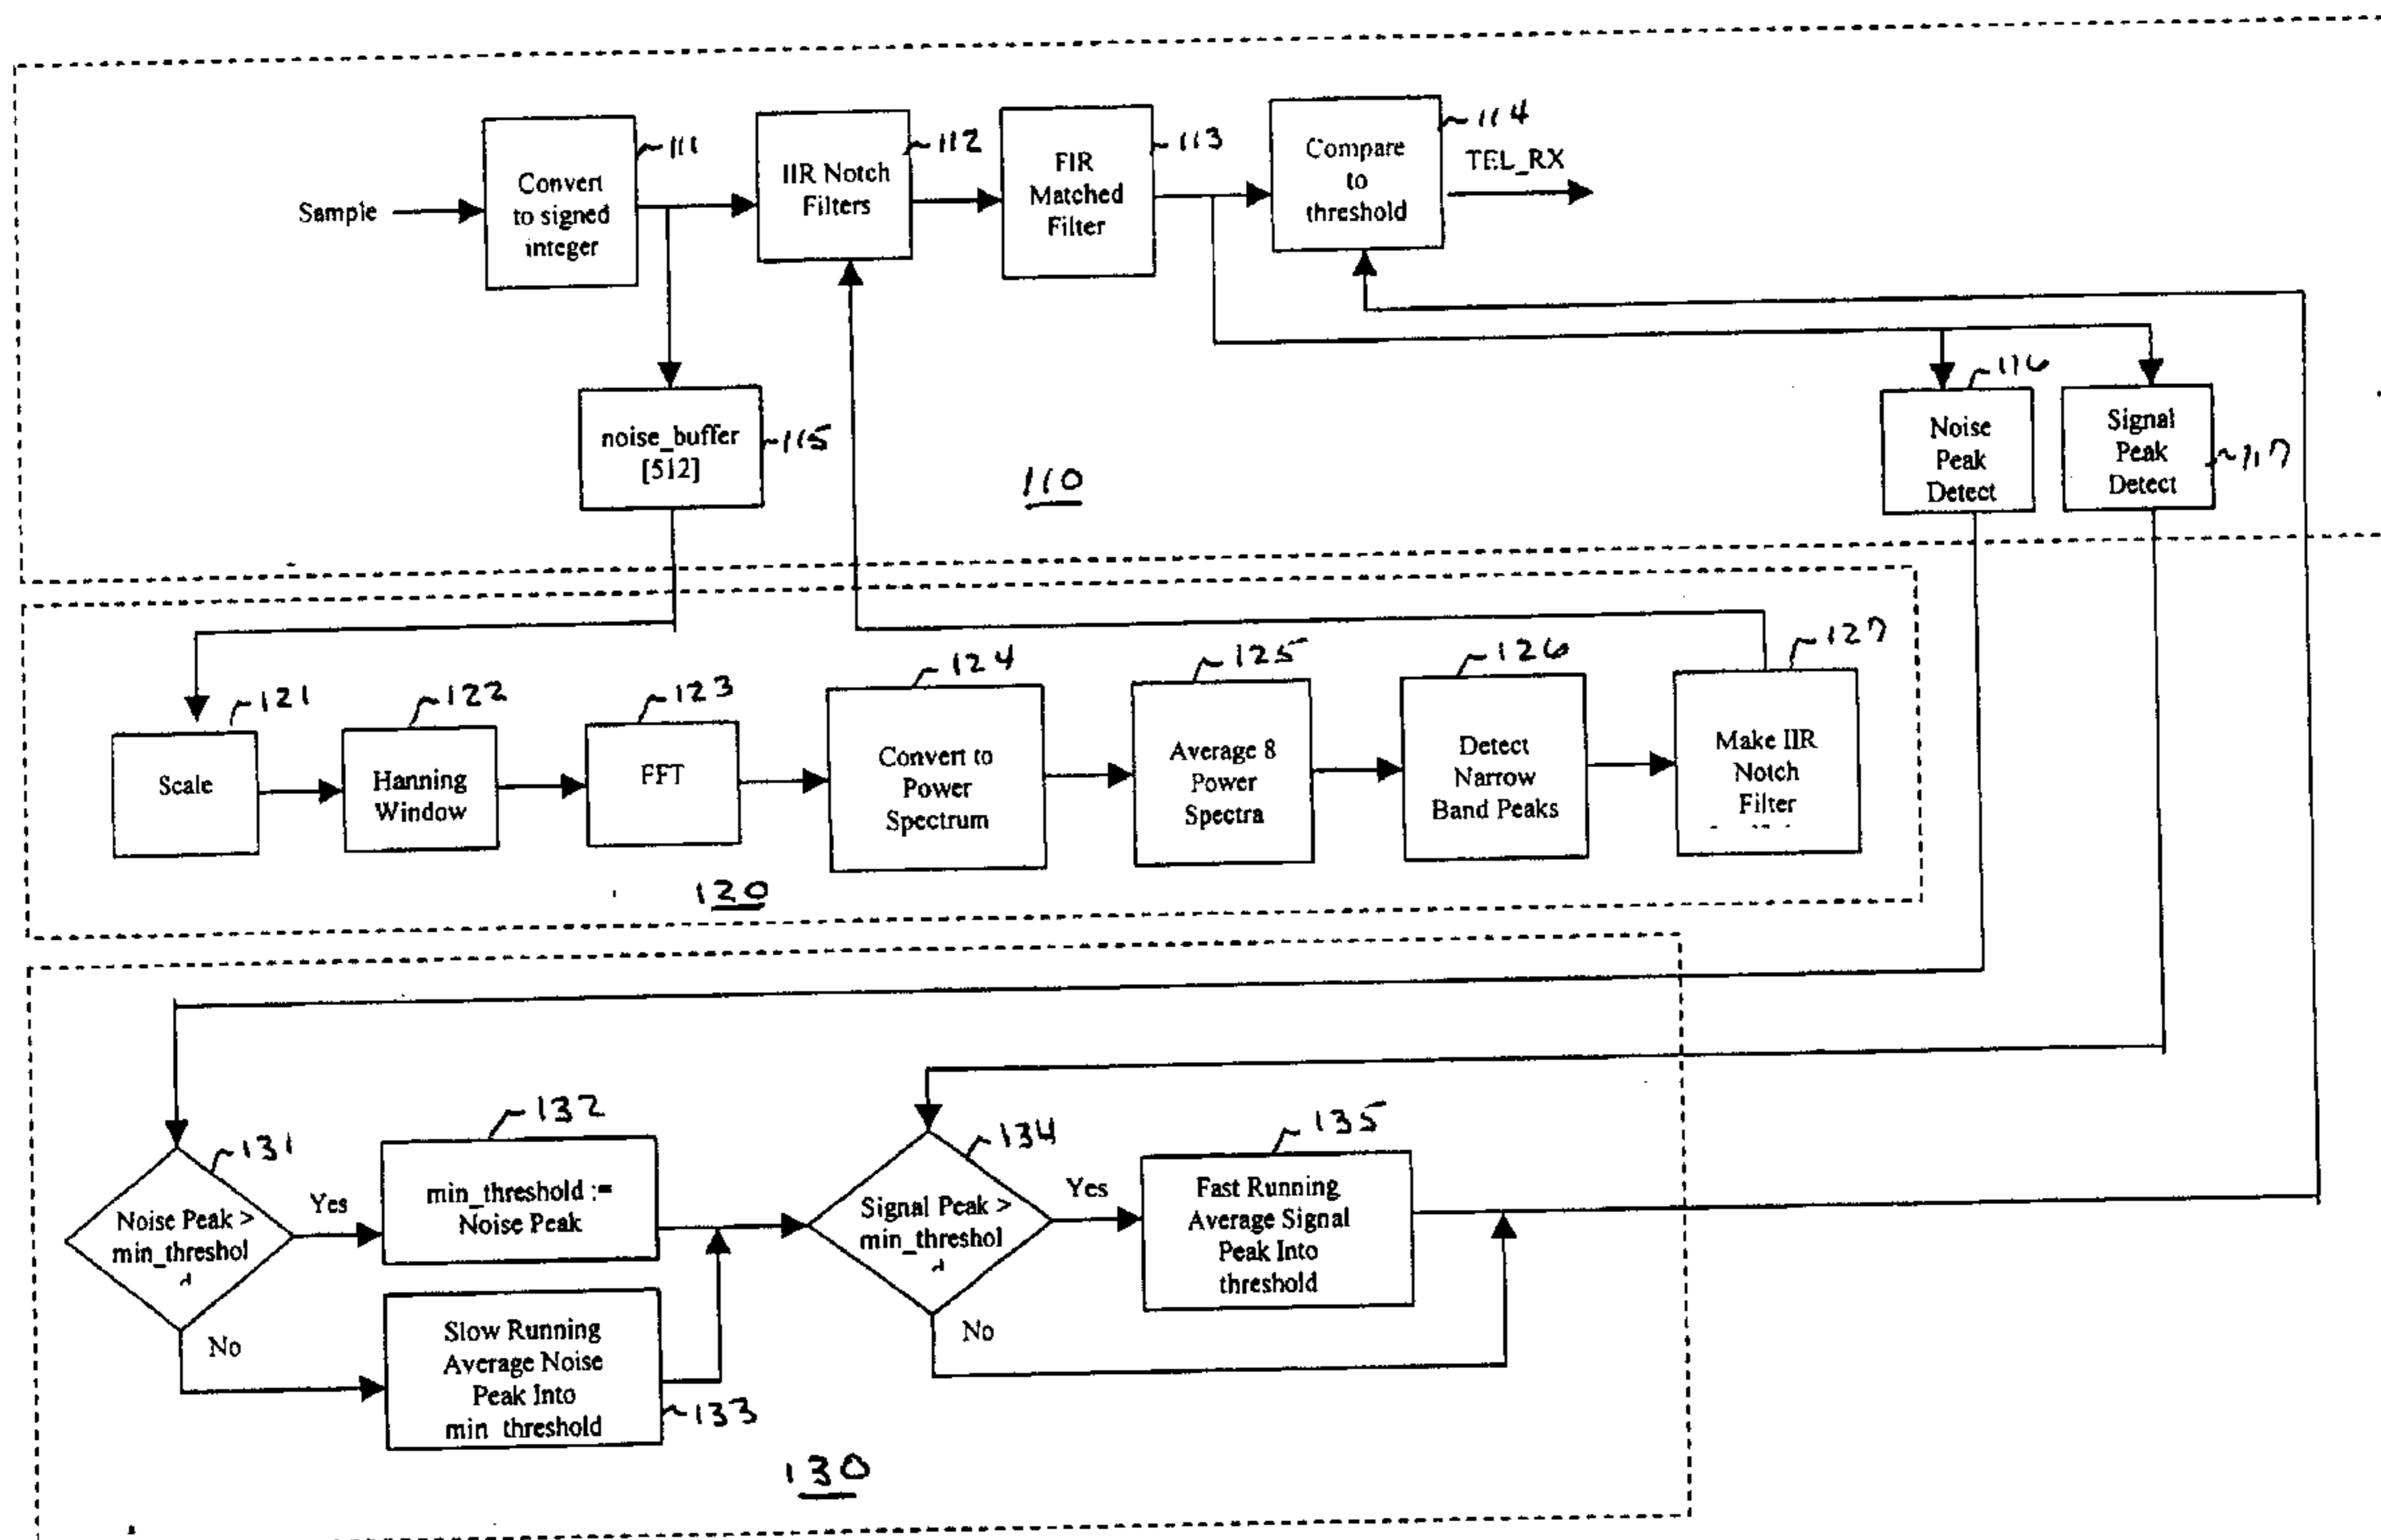 Sample
Convert
to signed
integer
111
IIR Notch
Filters
112
FIR
Matched
Filter
113
Compare
to
threshold
114
TEL_RX
noise_buffer
[512]
115
110
Noise
Peak
Detect
116
Signal
Peak
Detect
117
Scale
121
Hanning
Window
122
FFT
123
Convert to
Power
Spectrum
124
Average 8
Power
Spectra
125
Detect
Narrow
Band Peaks
126
Make IIR
Notch
Filter
127
120
Noise Peak >
min_threshol
d
131
Yes
No
min_threshold :=
Noise Peak
132
Slow Running
Average Noise
Peak Into
min_threshold
133
Signal Peak >
min_threshol
d
134
Yes
No
Fast Running
Average Signal
Peak Into
threshold
135
130